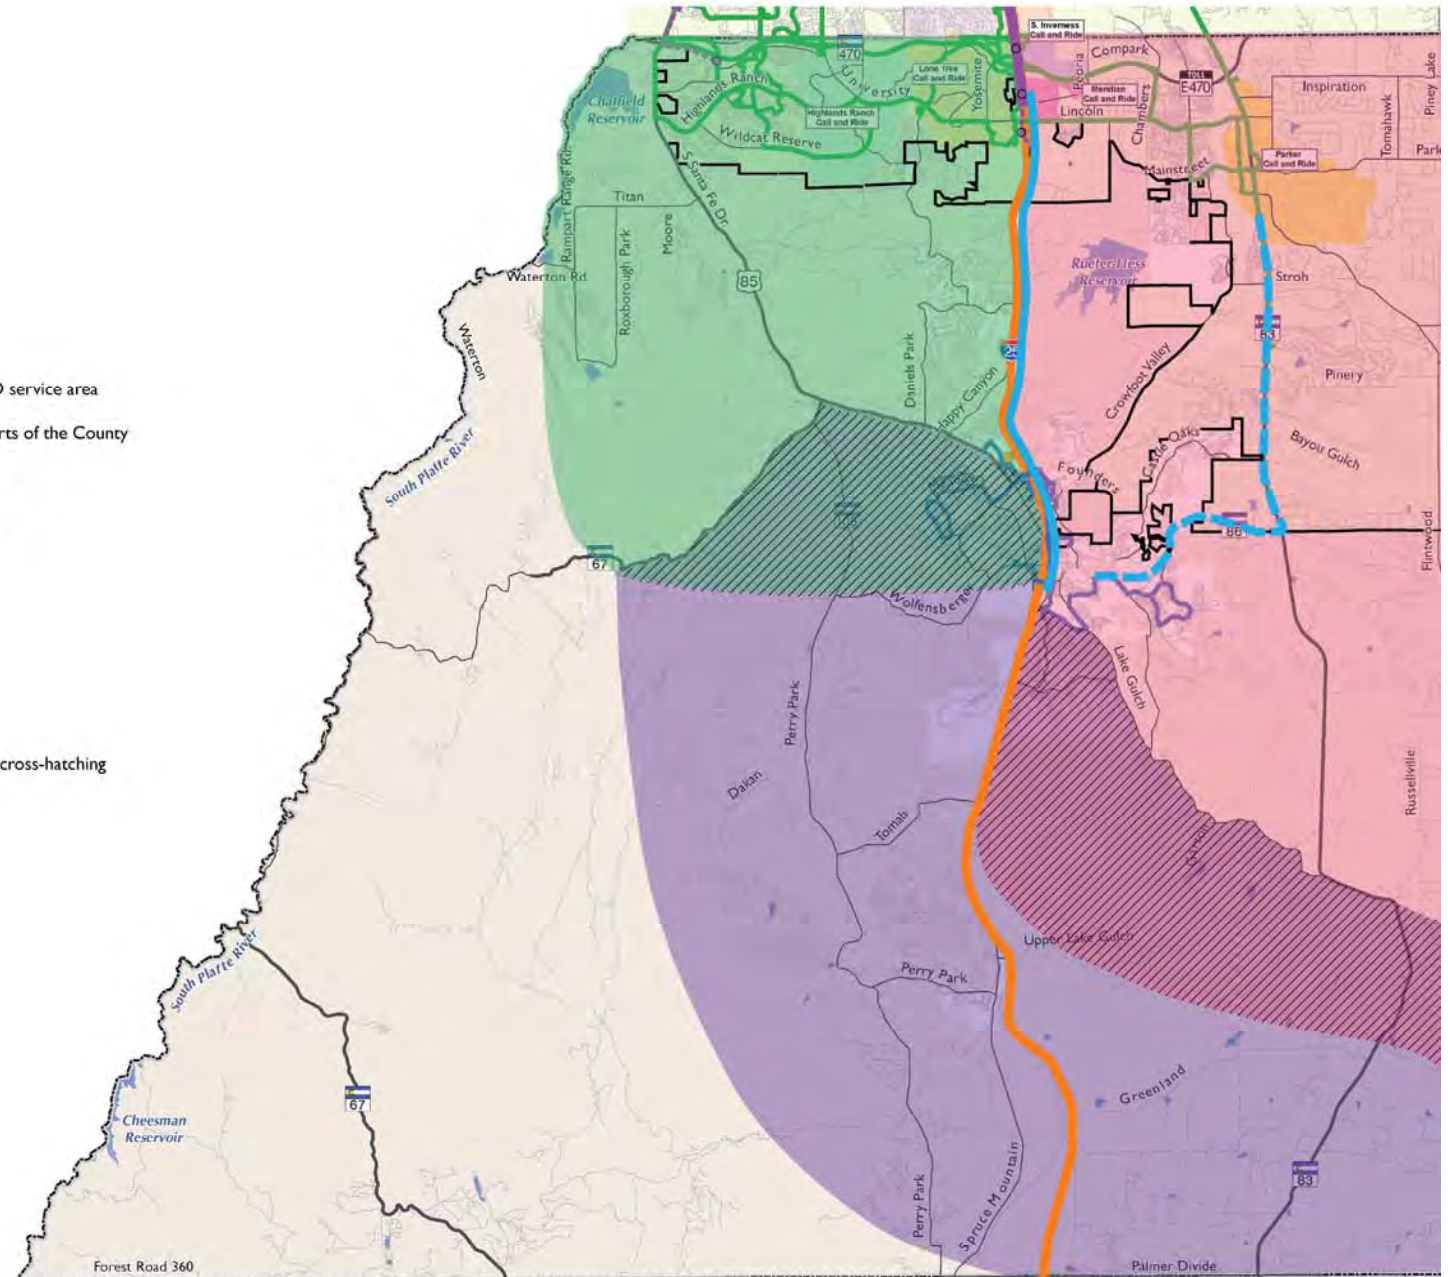 S. Inverness
Call and Ride
470
Compark
Peoria
Piney Lake
University
Lone Tree
Call and Ride
Yosemite
TOLL
E470
Highlands Ranch
Meridian
Call and Ride
Inspiration
Chatfield
Reservoir
Highlands Ranch
Call and Ride
Lincoln
Chambers
Tomahawk
Wildcat Reserve
Mainstreet
Parker
Call and Ride
Park
S. Santa Fe Dr.
Rampart Range Rd.
Titan
Moore
Roxborough Park
Rueter-Hess
Reservoir
Waterton Rd.
85
Stroh
83
Waterton
Daniels Park
Happy Canyon
Crowfoot Valley
Pinery
service area
rts of the County
Castle Oaks
Bayou Gulch
South Platte River
Founders
86
Flintwood
67
Wolfensberger
Lake Gulch
Perry Park
cross-hatching
Dakan
Russellville
Tomah
Upper Lake Gulch
South Platte River
Perry Park
Greenland
67
Cheesman
Reservoir
Spruce Mountain
Perry Park
83
Forest Road 360
Palmer Divide